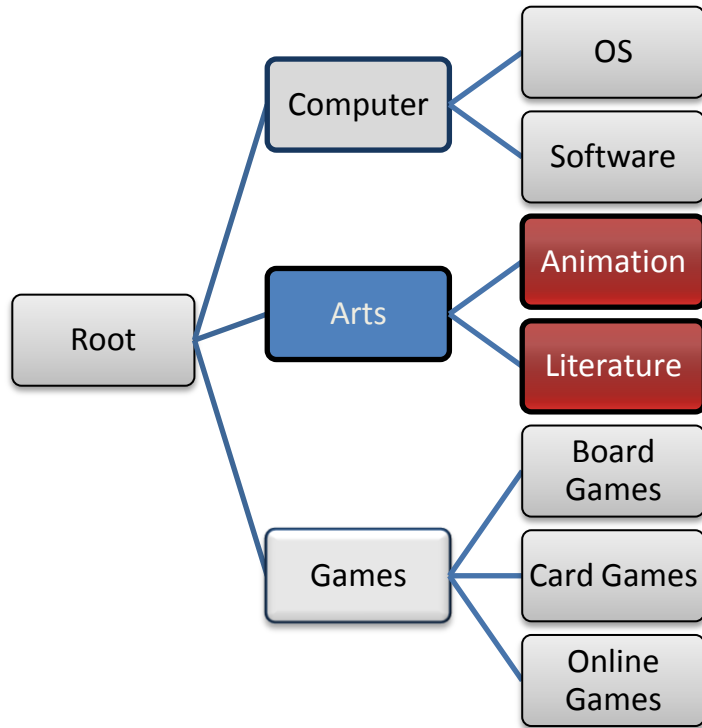 Root
Computer
OS
Software
Arts
Animation
Literature
Games
Board
Games
Card Games
Online
Games